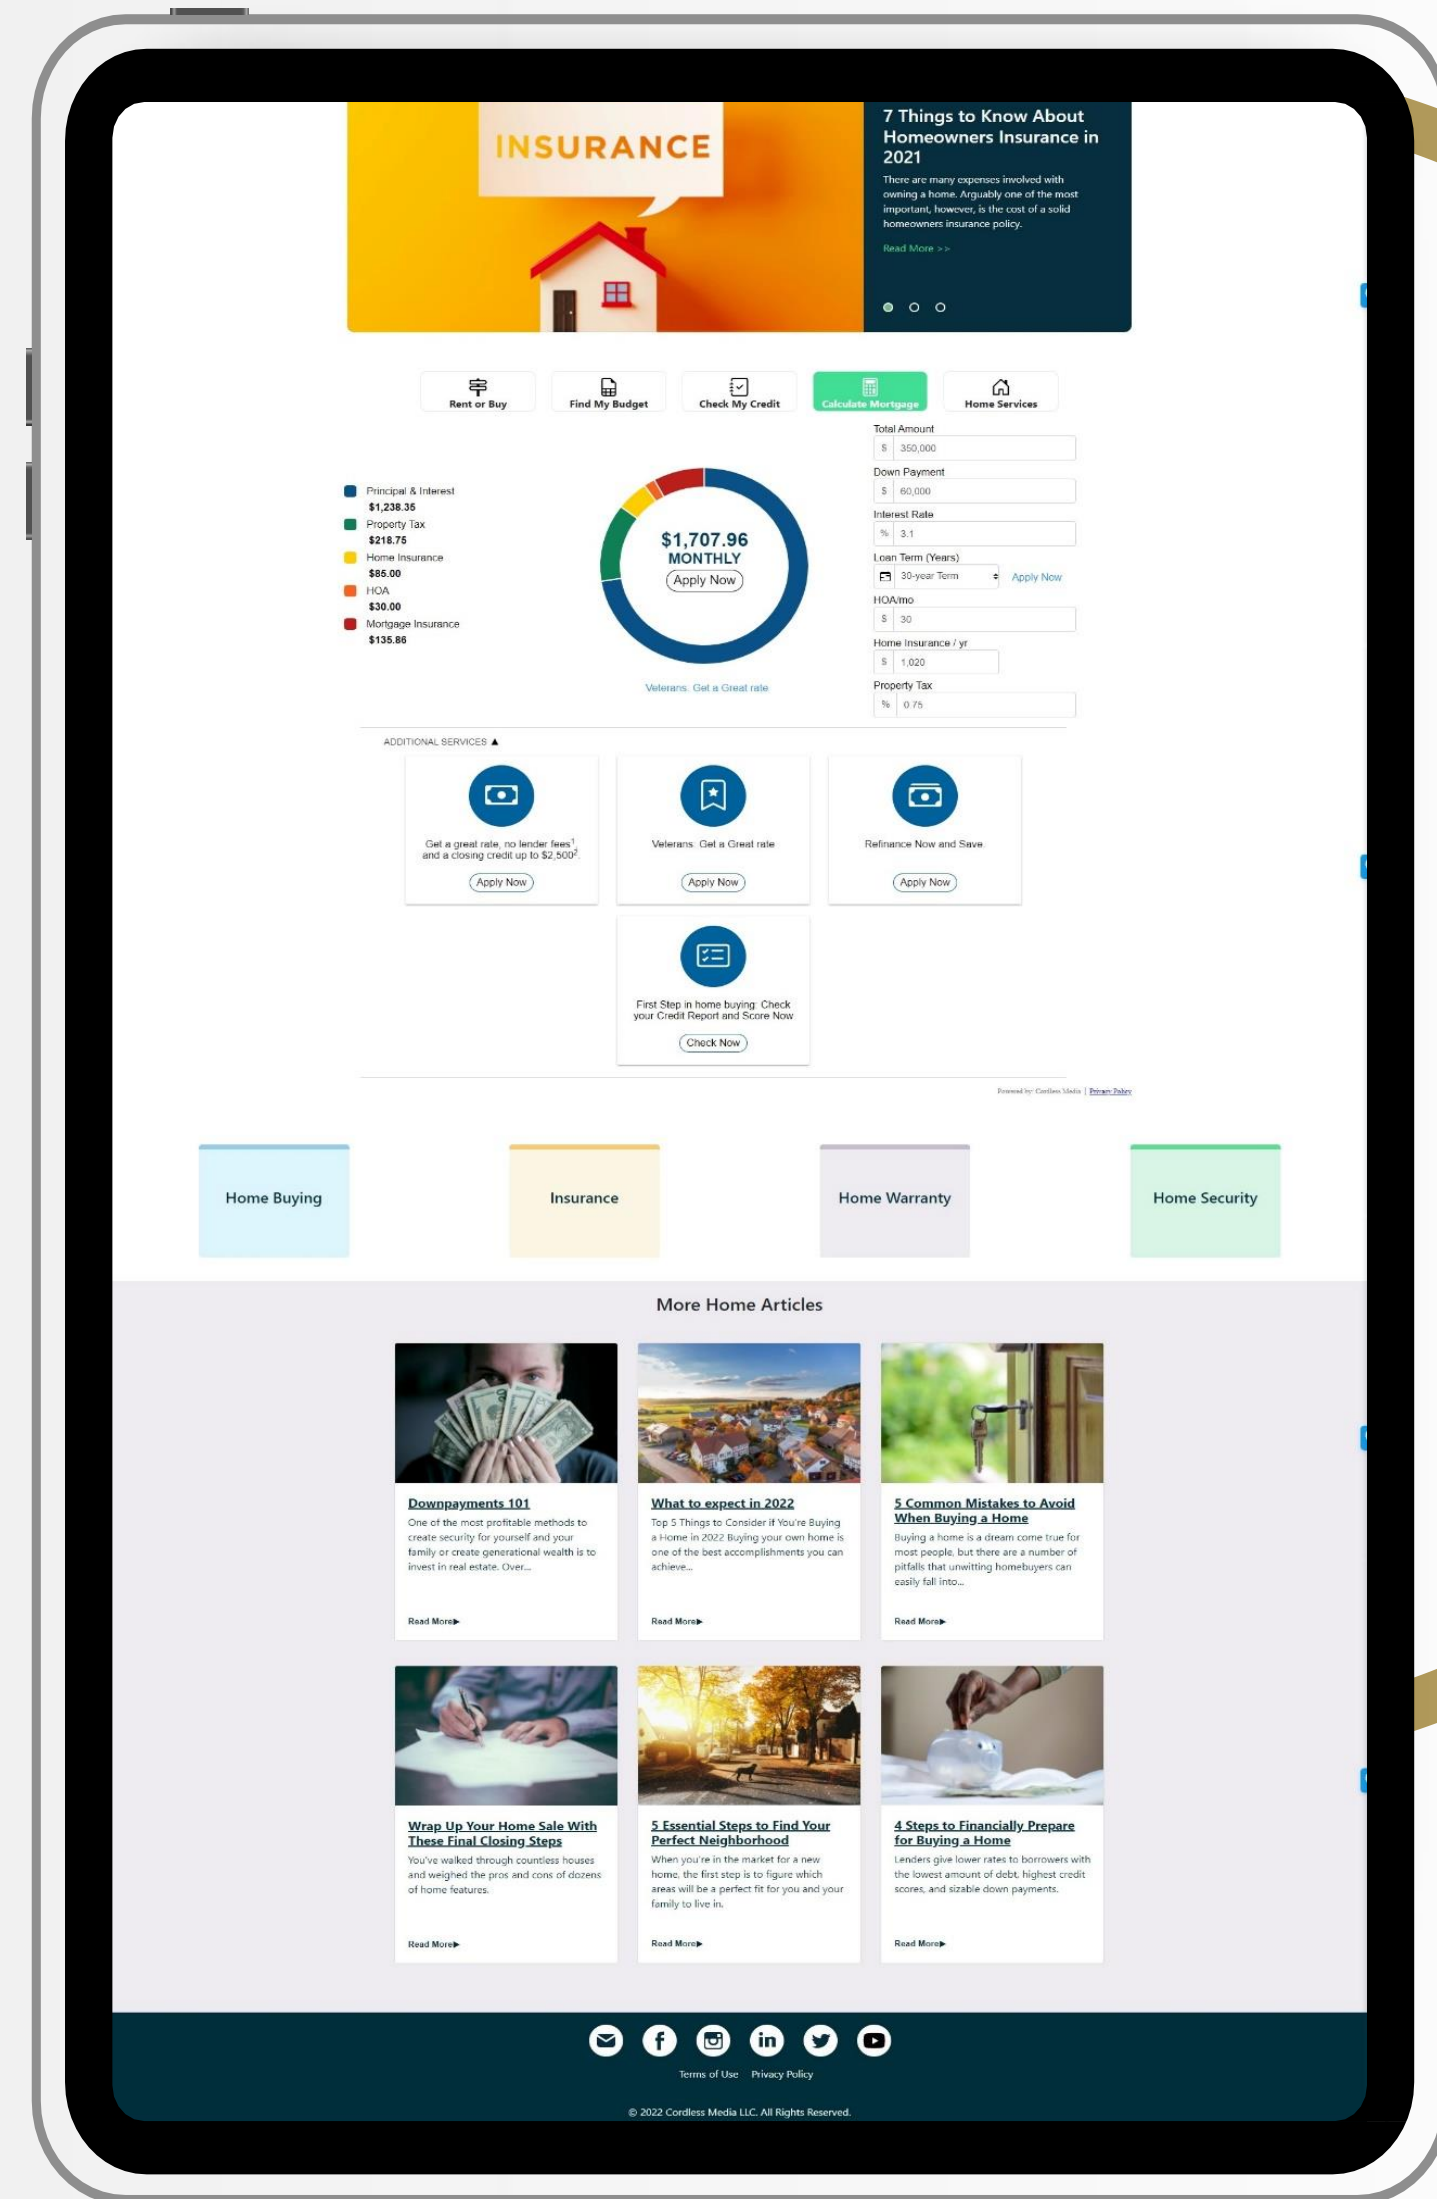 INSURANCE
7 Things to Know About
Homeowners Insurance in
2021
There are many expenses involved with
owning a home. Arguably one of the most
important, however, is the cost of a solid
homeowners insurance policy.
Read More >>
Rent or Buy
Find My Budget
Check My Credit
Calculate Mortgage
Home Services
Principal & Interest
$1,238.35
Property Tax
$218.75
Home Insurance
$85.00
HOA
$30.00
Mortgage Insurance
$135.86
$1,707.96
MONTHLY
Apply Now
Veterans: Get a Great rate
Total Amount
$ 350,000
Down Payment
$ 60,000
Interest Rate
% 3.1
Loan Term (Years)
30-year Term
Apply Now
HOA/mo
$ 30
Home Insurance / yr
$ 1,020
Property Tax
% 0.75
ADDITIONAL SERVICES ▲
Get a great rate, no lender fees¹
and a closing credit up to $2,500².
Apply Now
Veterans: Get a Great rate
Apply Now
Refinance Now and Save
Apply Now
First Step in home buying: Check
your Credit Report and Score Now
Check Now
Powered by: Cordless Media | Privacy Policy
Home Buying
Insurance
Home Warranty
Home Security
More Home Articles
Downpayments 101
One of the most profitable methods to
create security for yourself and your
family or create generational wealth is to
invest in real estate. Over...
Read More▶
What to expect in 2022
Top 5 Things to Consider if You're Buying
a Home in 2022 Buying your own home is
one of the best accomplishments you can
achieve...
Read More▶
5 Common Mistakes to Avoid
When Buying a Home
Buying a home is a dream come true for
most people, but there are a number of
pitfalls that unwitting homebuyers can
easily fall into...
Read More▶
Wrap Up Your Home Sale With
These Final Closing Steps
You've walked through countless houses
and weighed the pros and cons of dozens
of home features.
Read More▶
5 Essential Steps to Find Your
Perfect Neighborhood
When you're in the market for a new
home, the first step is to figure which
areas will be a perfect fit for you and your
family to live in.
Read More▶
4 Steps to Financially Prepare
for Buying a Home
Lenders give lower rates to borrowers with
the lowest amount of debt, highest credit
scores, and sizable down payments.
Read More▶
Terms of Use Privacy Policy
© 2022 Cordless Media LLC. All Rights Reserved.